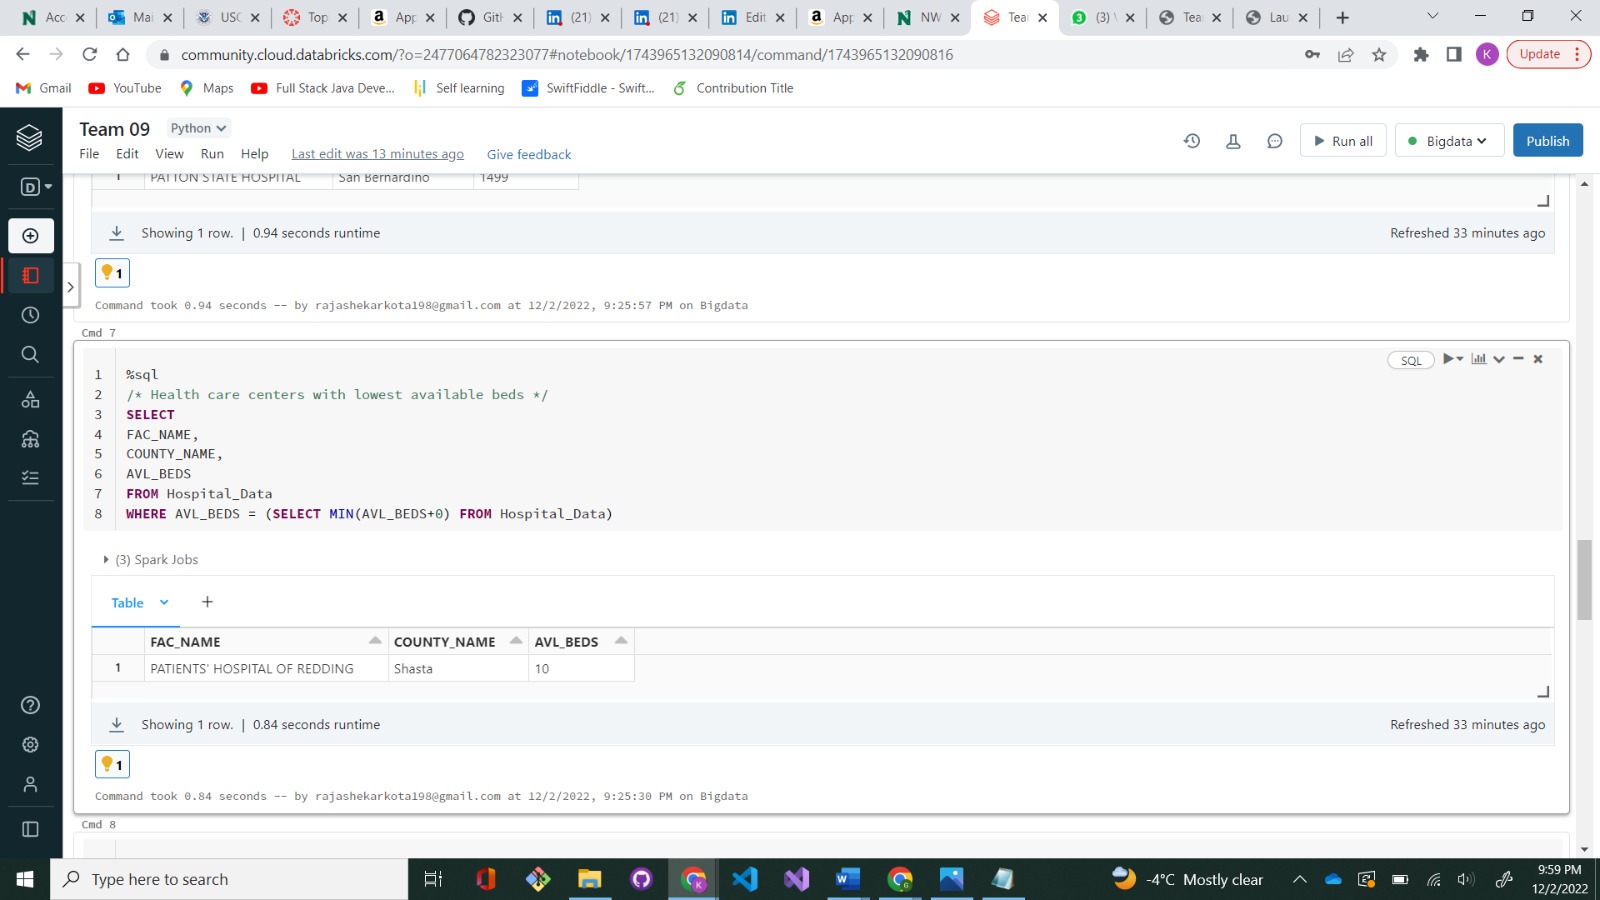 Acc
Mai
USC
Top
App
Gith
(21)
(21)
Edit
App
NW
Tea
(3)
Tea
Lau
community.cloud.databricks.com/?o=2477064782323077#notebook/1743965132090814/command/1743965132090816
K
Update
Gmail
YouTube
Maps
Full Stack Java Deve...
Self learning
SwiftFiddle - Swift...
Contribution Title
Team 09
Python
File Edit View Run Help Last edit was 13 minutes ago Give feedback
Run all
Bigdata
Publish
D
1 PATTON STATE HOSPITAL San Bernardino 1499
Showing 1 row. | 0.94 seconds runtime
Refreshed 33 minutes ago
1
Command took 0.94 seconds -- by rajashekarkota198@gmail.com at 12/2/2022, 9:25:57 PM on Bigdata
Cmd 7
SQL
1 %sql
2 /* Health care centers with lowest available beds */
3 SELECT
4 FAC_NAME,
5 COUNTY_NAME,
6 AVL_BEDS
7 FROM Hospital_Data
8 WHERE AVL_BEDS = (SELECT MIN(AVL_BEDS+0) FROM Hospital_Data)
(3) Spark Jobs
Table +
FAC_NAME COUNTY_NAME AVL_BEDS
1 PATIENTS' HOSPITAL OF REDDING Shasta 10
Showing 1 row. | 0.84 seconds runtime
Refreshed 33 minutes ago
1
Command took 0.84 seconds -- by rajashekarkota198@gmail.com at 12/2/2022, 9:25:30 PM on Bigdata
Cmd 8
Type here to search
-4°C Mostly clear
9:59 PM
12/2/2022